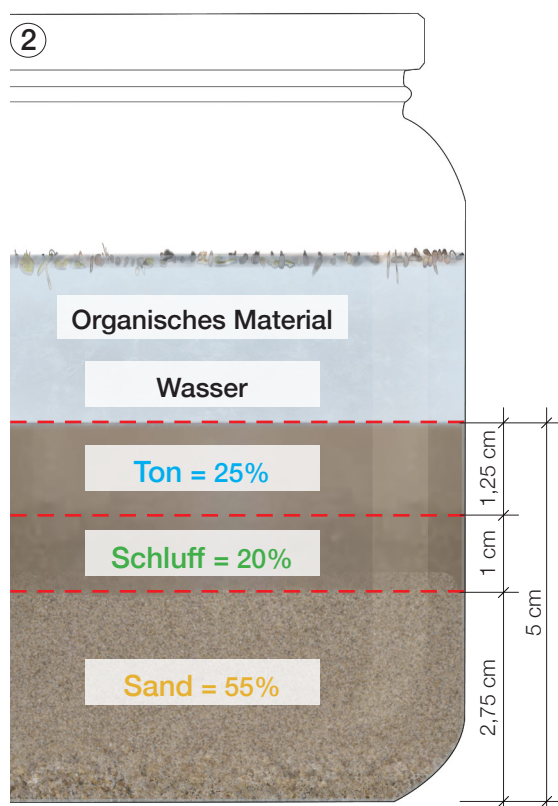 2
Organisches Material
Wasser
Ton = 25%
Schluff = 20%
Sand = 55%
1,25 cm
1 cm
2,75 cm
5 cm